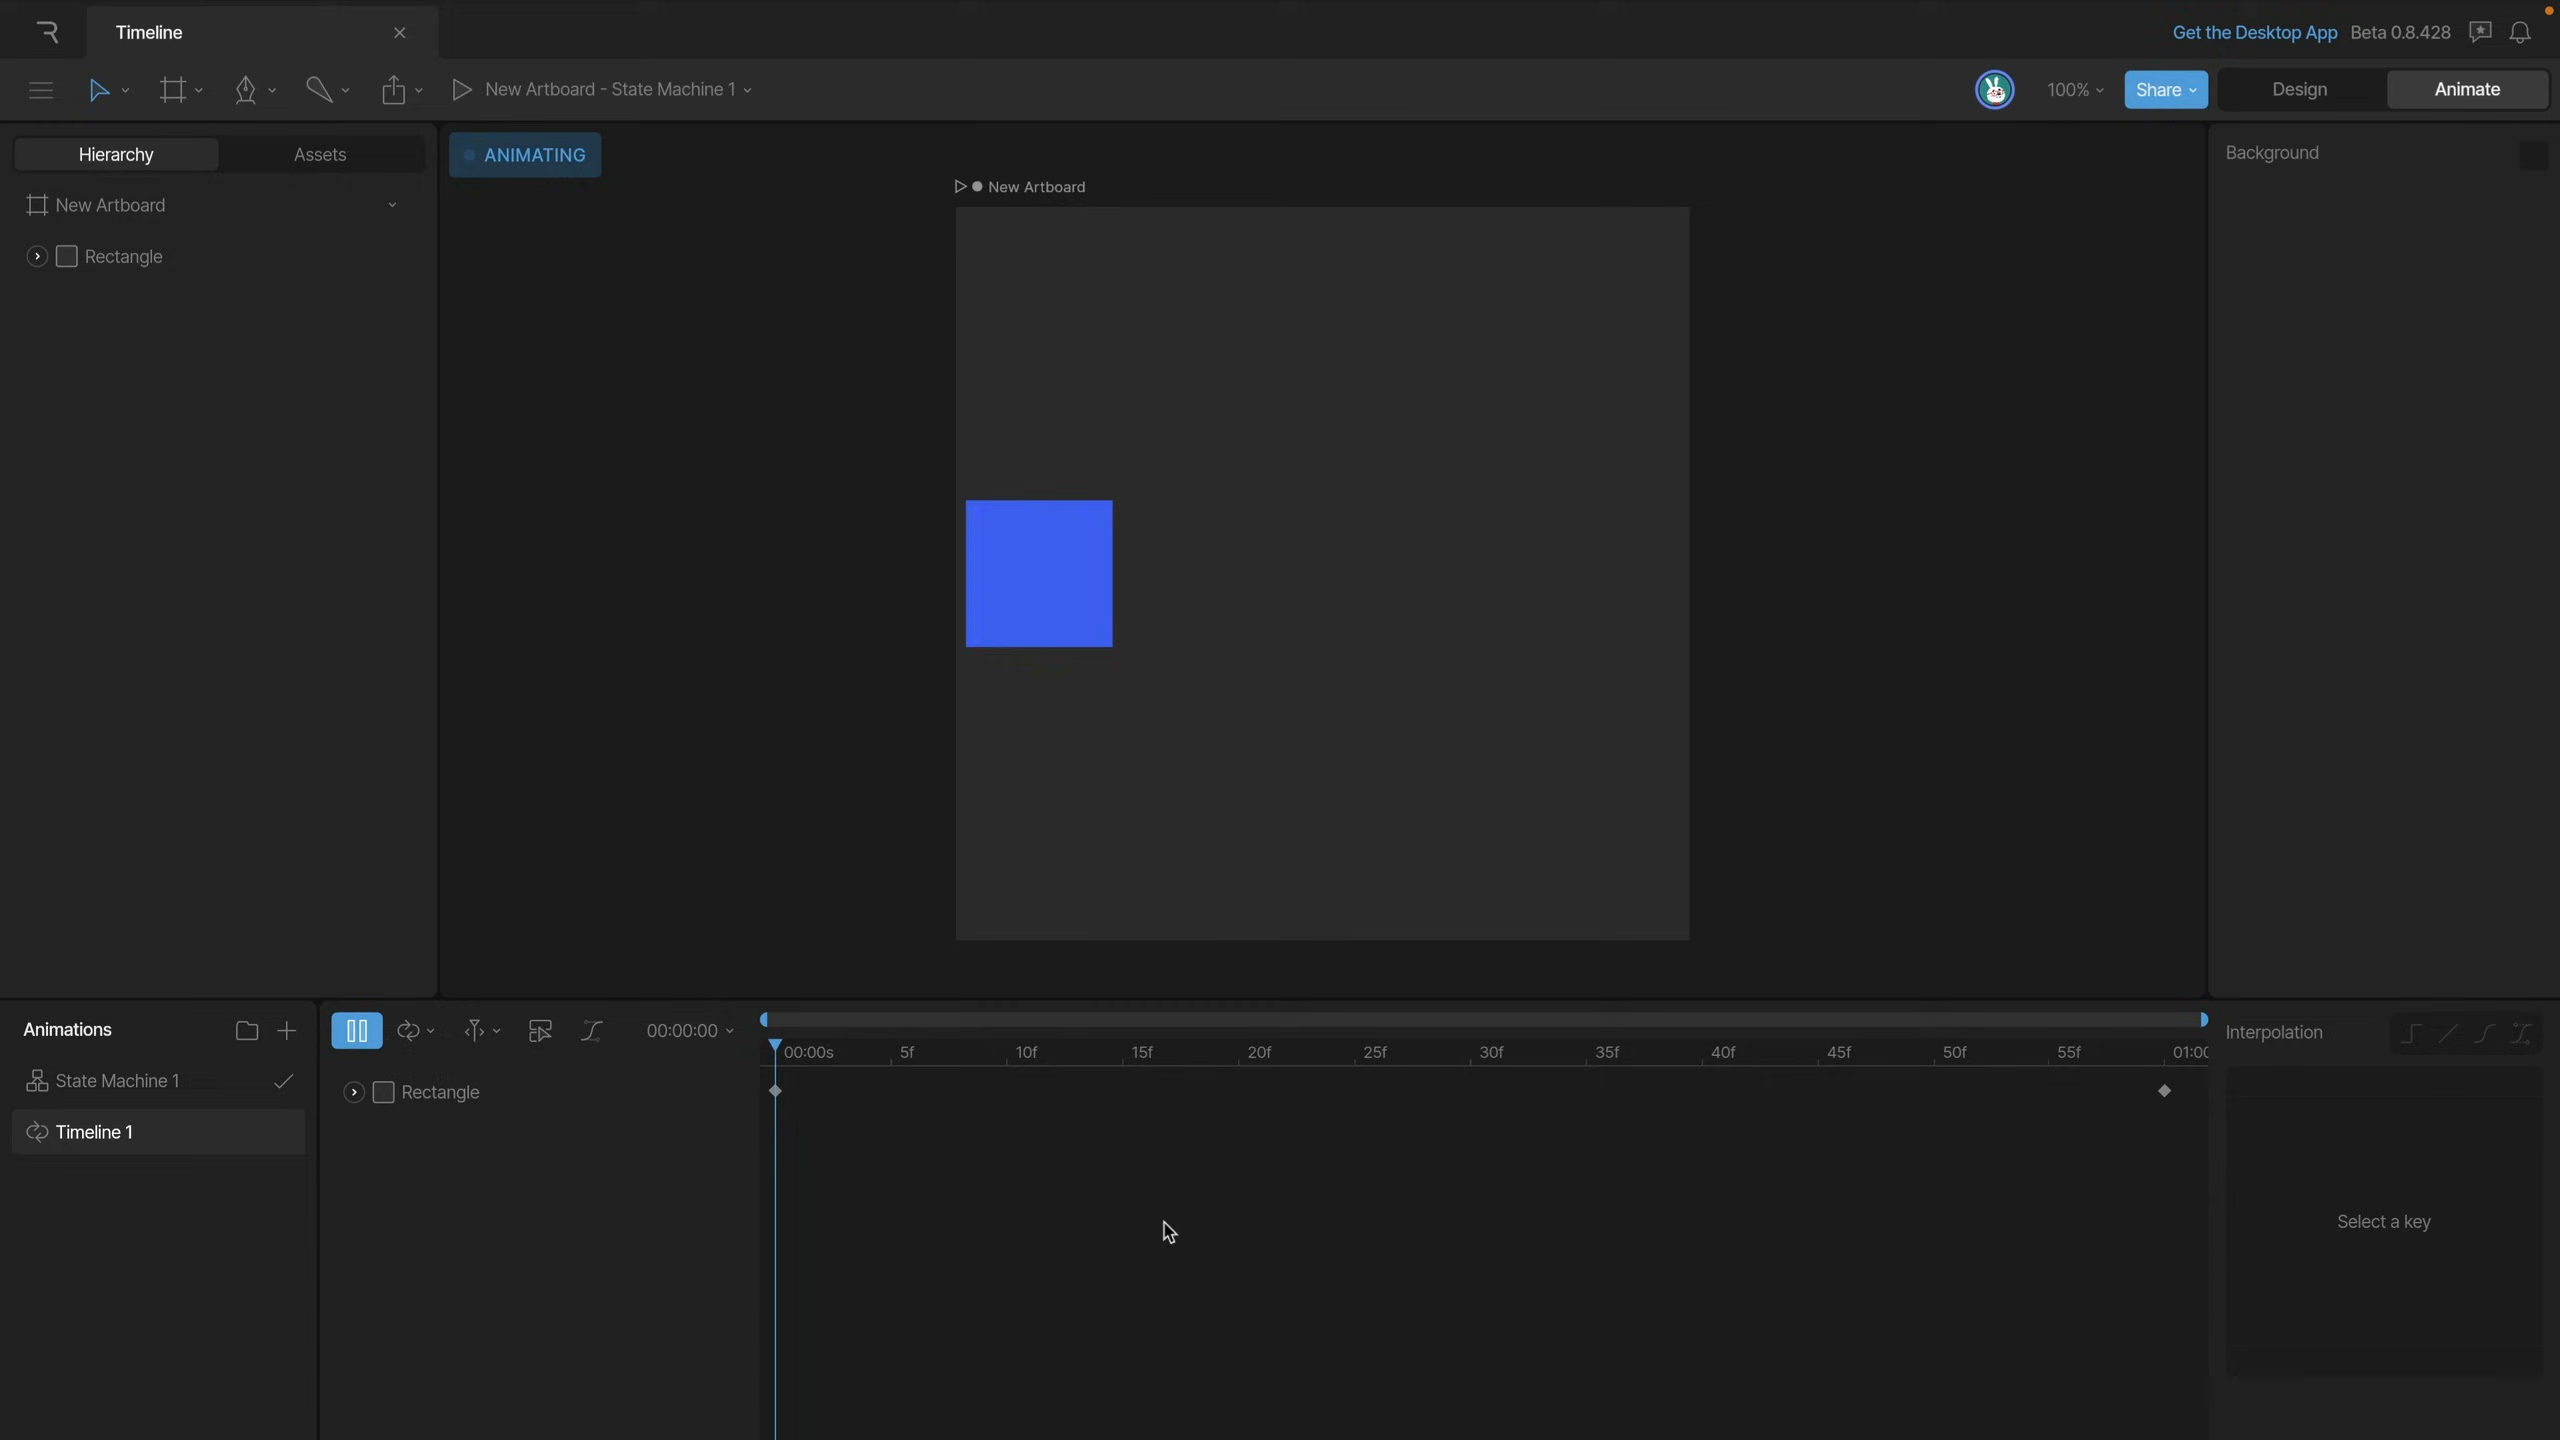 Timeline
Get the Desktop App Beta 0.8.428
New Artboard - State Machine 1
100% Share Design Animate
Hierarchy Assets
ANIMATING
Background
New Artboard
New Artboard
Rectangle
Animations
00:00:00
Interpolation
00:00s 5f 10f 15f 20f 25f 30f 35f 40f 45f 50f 55f 01:00
State Machine 1
Rectangle
Timeline 1
Select a key